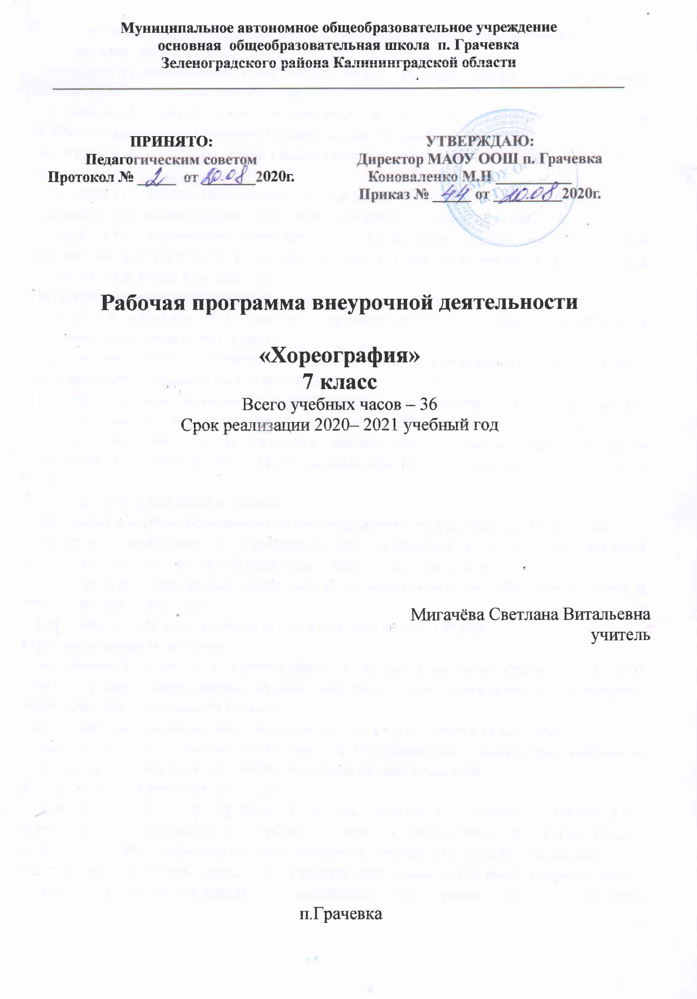 Муниципальное автономное общеобразовательное учреждение
основная общеобразовательная школа п. Грачевка
Зеленоградского района Калининградской области
ПРИНЯТО:
Педагогическим советом
Протокол № 2 от 20.08 2020г.
УТВЕРЖДАЮ:
Директор МАОУ ООШ п. Грачевка
Коноваленко М.Н
Приказ № 44 от 20.08 2020г.
МАОУ
Рабочая программа внеурочной деятельности
«Хореография»
7 класс
Всего учебных часов – 36
Срок реализации 2020– 2021 учебный год
Мигачёва Светлана Витальевна
учитель
п.Грачевка